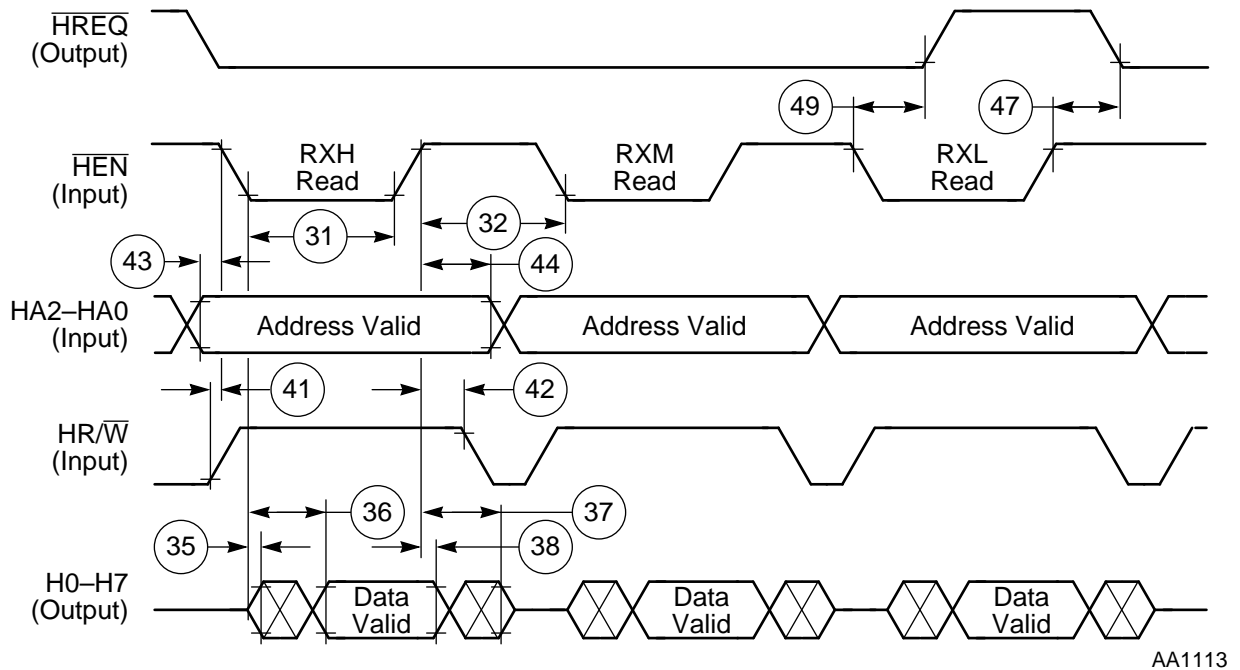 HREQ
(Output)
49
47
HEN
(Input)
RXH
Read
RXM
Read
RXL
Read
31
32
43
44
HA2–HA0
(Input)
Address Valid
Address Valid
Address Valid
41
42
HR/W
(Input)
36
37
35
38
H0–H7
(Output)
Data
Valid
Data
Valid
Data
Valid
AA1113